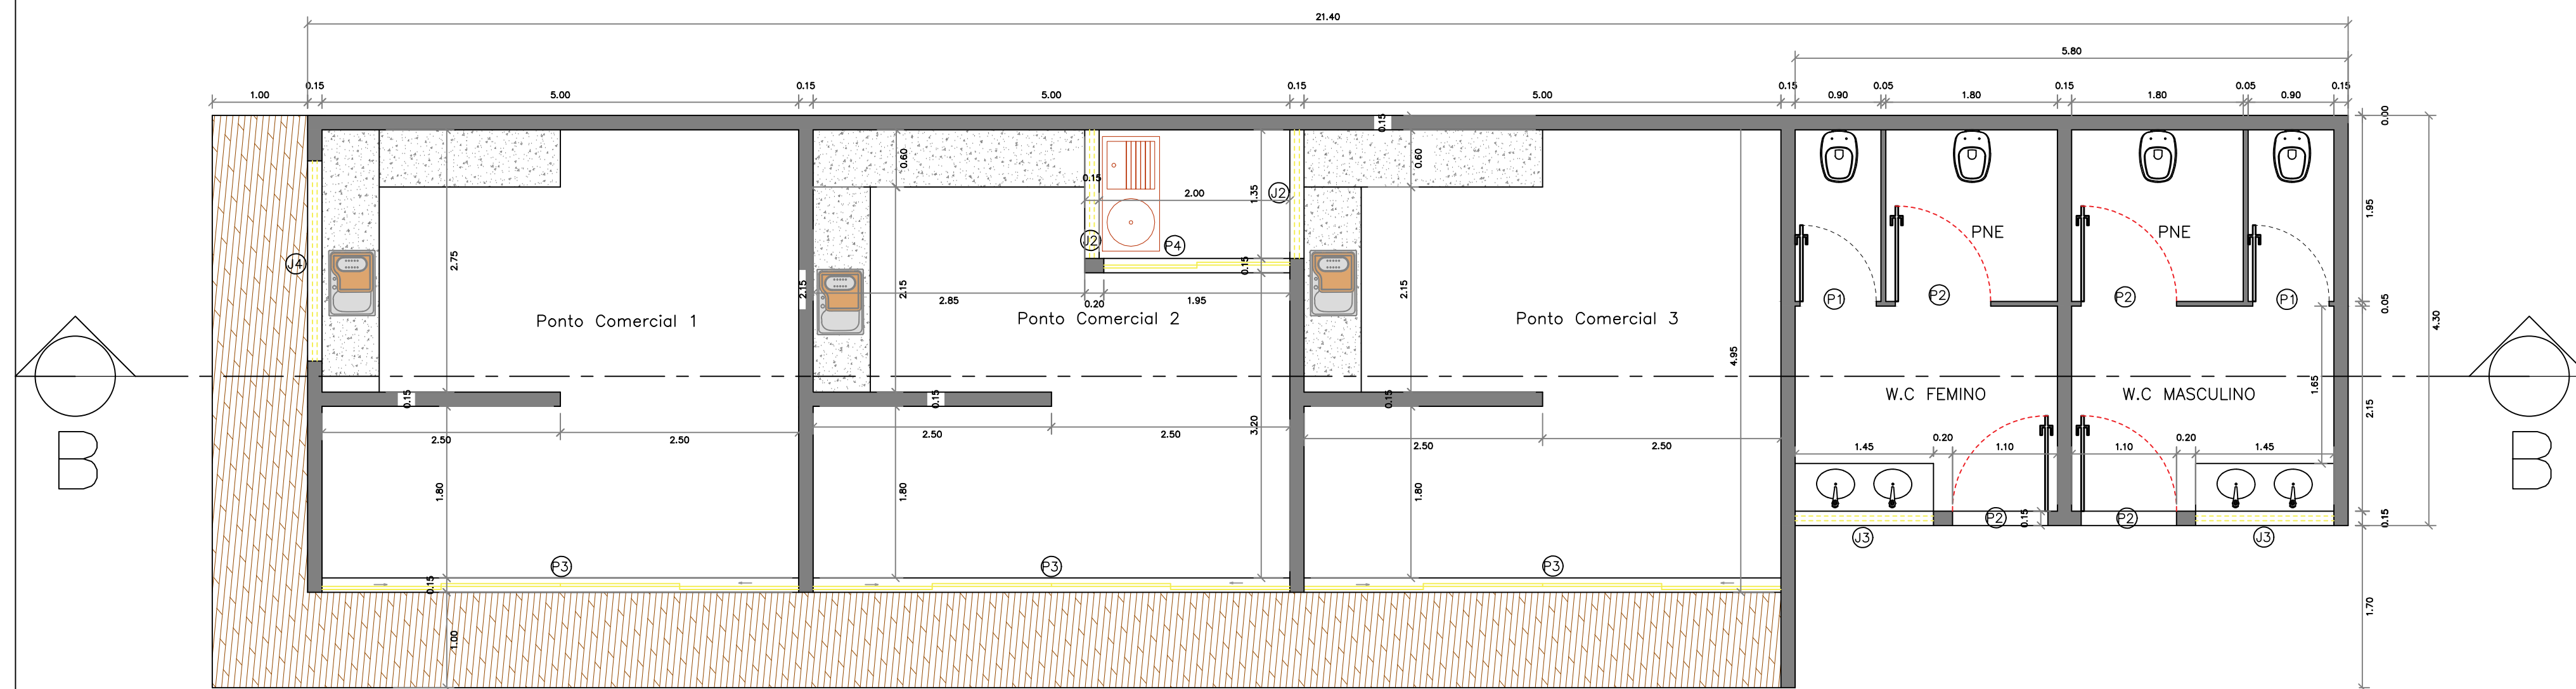 21.40
5.80
0.15 0.15 0.15 0.15 0.05 0.15 0.05 0.15
1.00 5.00 5.00 5.00 0.90 1.80 1.80 0.90
0.15
0.00
0.60
0.60
0.15
2.00
1.35
J2
1.95
PNE
PNE
J2
P4
2.75
J4
0.15
2.15
2.15
2.15
2.85
0.20
1.95
P1
P2
P2
P1
0.05
Ponto Comercial 1
Ponto Comercial 2
Ponto Comercial 3
4.30
4.95
1.65
W.C FEMINO
W.C MASCULINO
0.15
0.15
0.15
2.15
2.50 2.50
2.50 2.50
3.20
2.50 2.50
1.45 0.20 1.10 1.10 0.20 1.45
B
B
1.80
1.80
1.80
P2
0.15
P2
0.15
J3
J3
P3
P3
P3
0.15
1.70
1.00